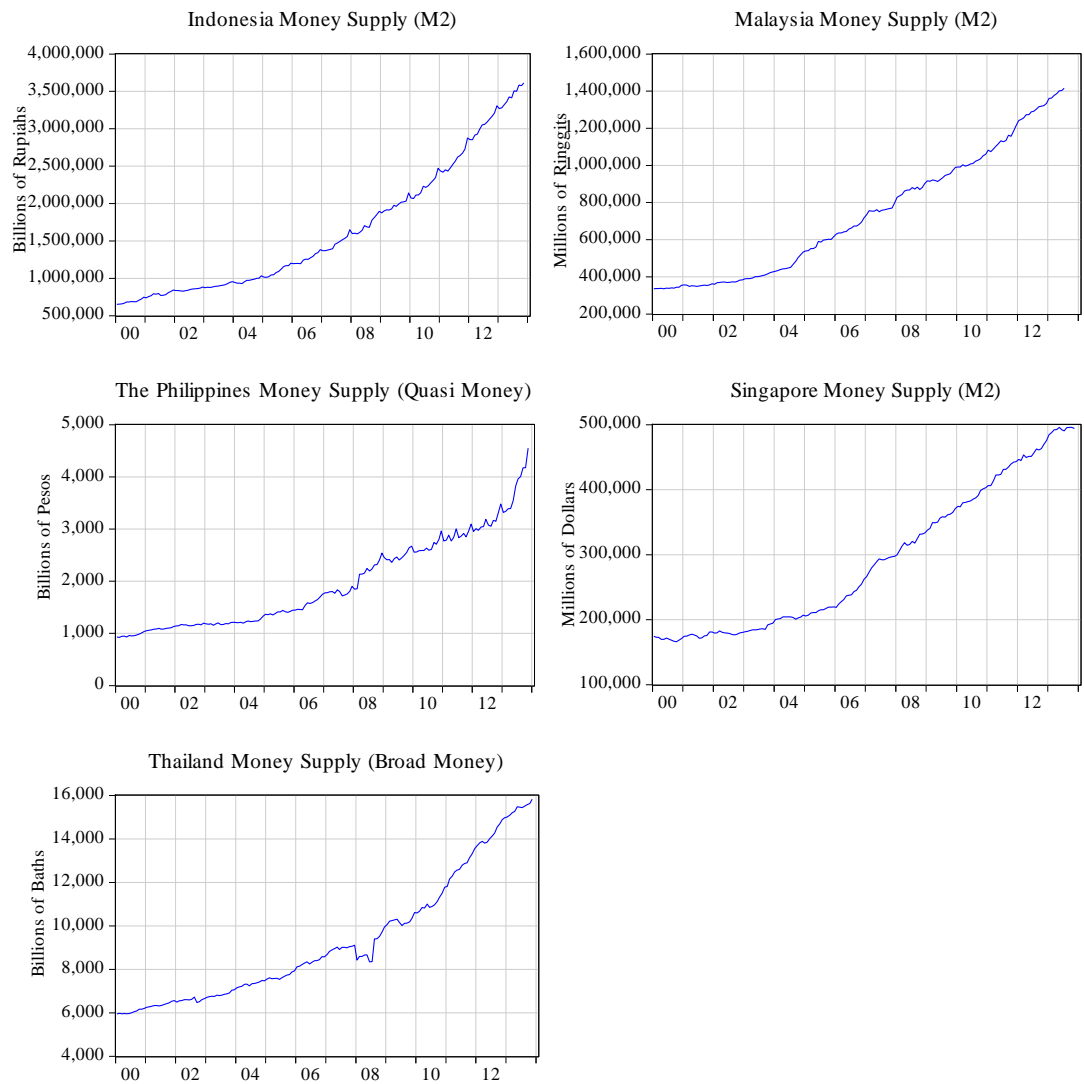 Indonesia Money Supply (M2)
Billions of Rupiahs
4,000,000
3,500,000
3,000,000
2,500,000
2,000,000
1,500,000
1,000,000
500,000
00 02 04 06 08 10 12
Malaysia Money Supply (M2)
Millions of Ringgits
1,600,000
1,400,000
1,200,000
1,000,000
800,000
600,000
400,000
200,000
00 02 04 06 08 10 12
The Philippines Money Supply (Quasi Money)
Billions of Pesos
5,000
4,000
3,000
2,000
1,000
0
00 02 04 06 08 10 12
Singapore Money Supply (M2)
Millions of Dollars
500,000
400,000
300,000
200,000
100,000
00 02 04 06 08 10 12
Thailand Money Supply (Broad Money)
Billions of Baths
16,000
14,000
12,000
10,000
8,000
6,000
4,000
00 02 04 06 08 10 12